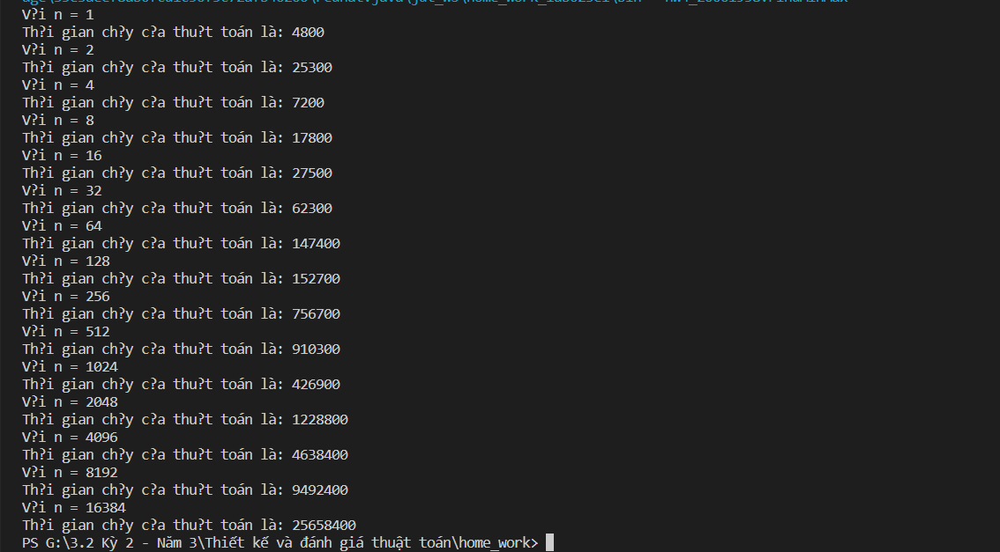 V?i n = 1
Th?i gian ch?y c?a thu?t toán là: 4800
V?i n = 2
Th?i gian ch?y c?a thu?t toán là: 25300
V?i n = 4
Th?i gian ch?y c?a thu?t toán là: 7200
V?i n = 8
Th?i gian ch?y c?a thu?t toán là: 17800
V?i n = 16
Th?i gian ch?y c?a thu?t toán là: 27500
V?i n = 32
Th?i gian ch?y c?a thu?t toán là: 62300
V?i n = 64
Th?i gian ch?y c?a thu?t toán là: 147400
V?i n = 128
Th?i gian ch?y c?a thu?t toán là: 152700
V?i n = 256
Th?i gian ch?y c?a thu?t toán là: 756700
V?i n = 512
Th?i gian ch?y c?a thu?t toán là: 910300
V?i n = 1024
Th?i gian ch?y c?a thu?t toán là: 426900
V?i n = 2048
Th?i gian ch?y c?a thu?t toán là: 1228800
V?i n = 4096
Th?i gian ch?y c?a thu?t toán là: 4638400
V?i n = 8192
Th?i gian ch?y c?a thu?t toán là: 9492400
V?i n = 16384
Th?i gian ch?y c?a thu?t toán là: 25658400
PS G:\3.2 Kỳ 2 - Năm 3\Thiết kế và đánh giá thuật toán\home_work>